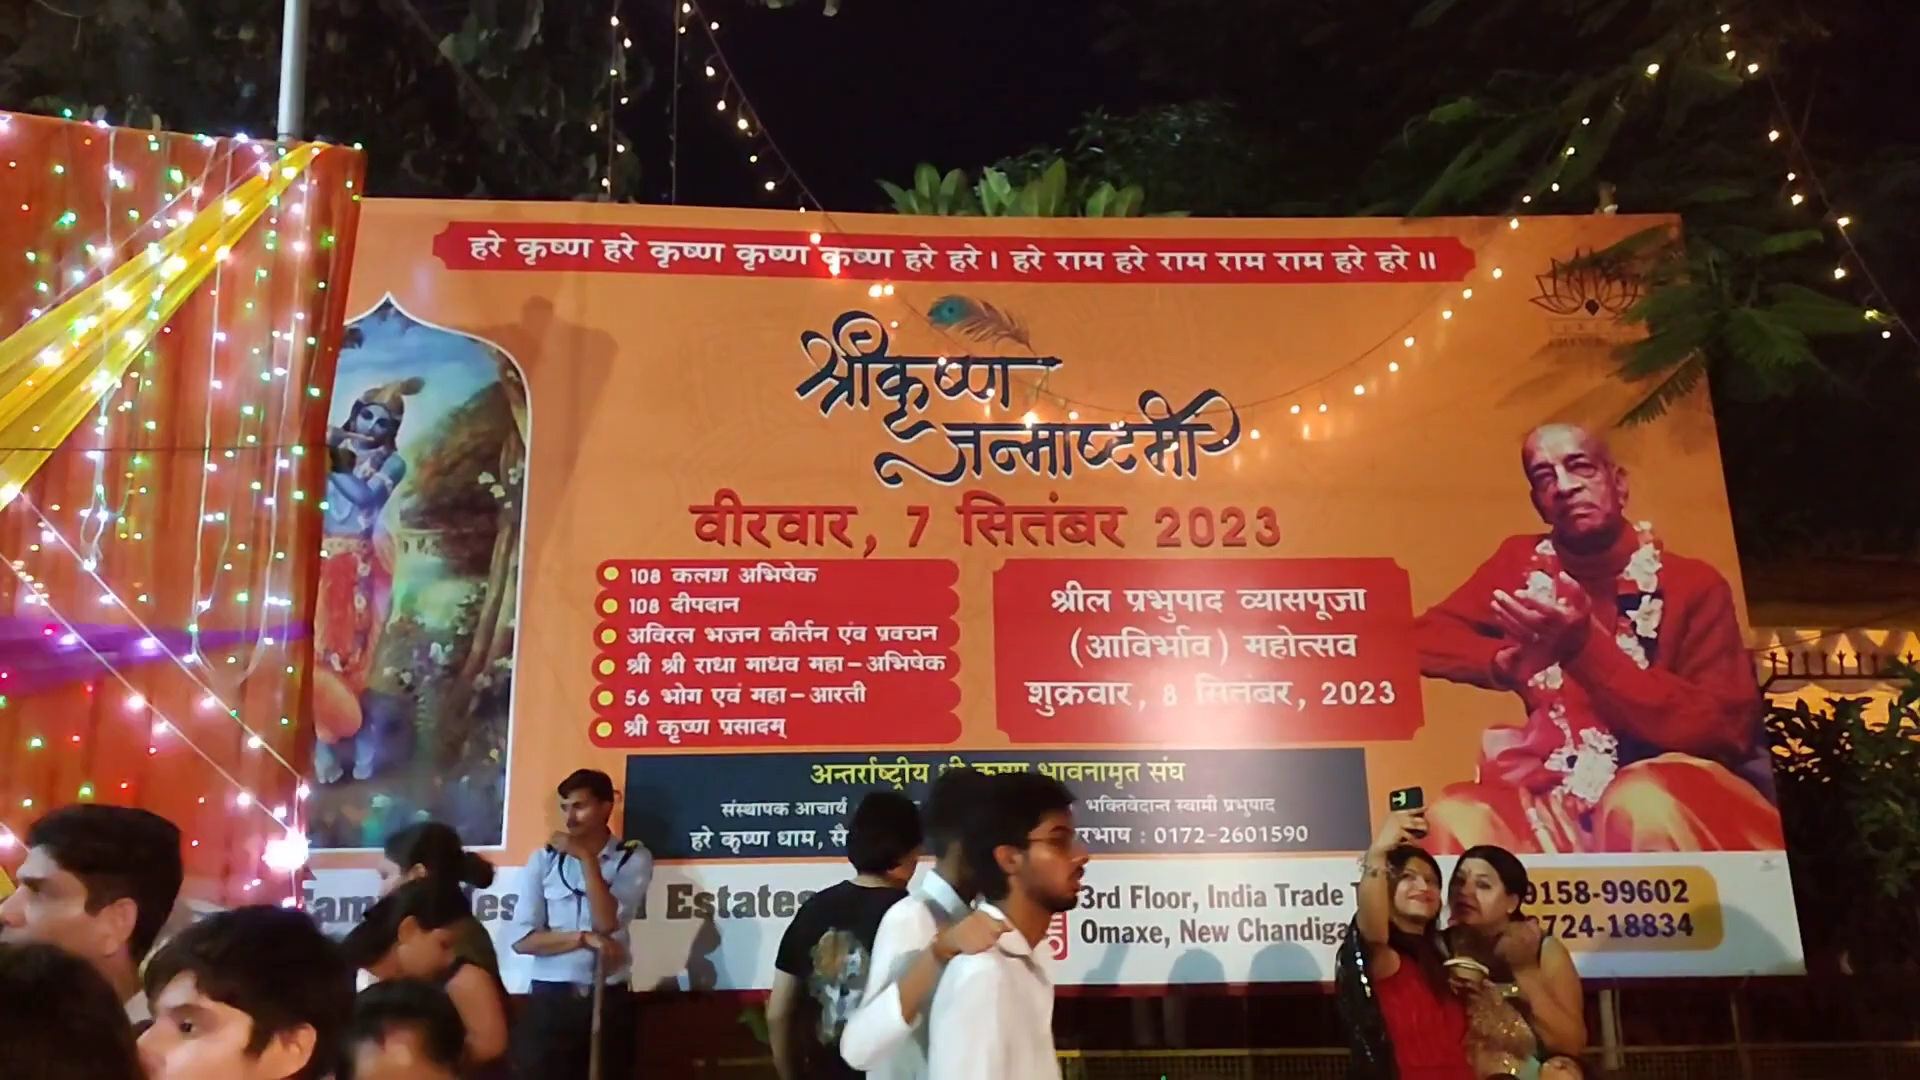 हरे कृष्ण हरे कृष्ण कृष्ण कृष्ण हरे हरे। हरे राम हरे राम राम राम हरे हरे॥
श्रीकृष्ण
जन्माष्टमी
वीरवार, 7 सितंबर 2023
108 कलश अभिषेक
108 दीपदान
अविरल भजन कीर्तन एंव प्रवचन
श्री श्री राधा माधव महा-अभिषेक
56 भोग एवं महा-आरती
श्री कृष्ण प्रसादम्
श्रील प्रभुपाद व्यासपूजा
(आविर्भाव) महोत्सव
शुक्रवार, 8 सितंबर, 2023
अन्तर्राष्ट्रीय श्री कृष्ण भावनामृत संघ
संस्थापक आचार्य भक्तिवेदान्त स्वामी प्रभुपाद
हरे कृष्ण धाम, : 0172-2601590
Estates
3rd Floor, India Trade
Omaxe, New
9158-99602
724-18834